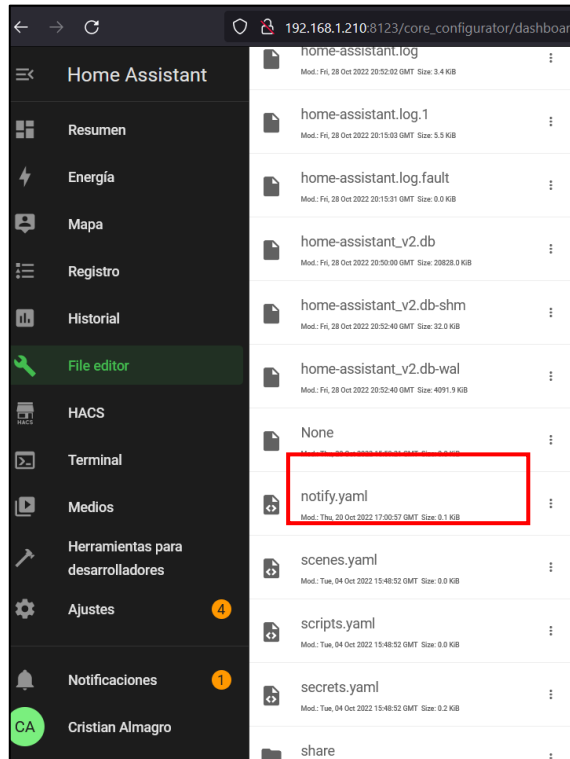 192.168.1.210:8123/core_configurator/dashboar
Home Assistant
Resumen
Energía
Mapa
Registro
Historial
File editor
HACS
HACS
Terminal
Medios
Herramientas para
desarrolladores
Ajustes
4
Notificaciones
1
CA
Cristian Almagro
home-assistant.log
Mod.: Fri, 28 Oct 2022 20:52:02 GMT Size: 3.4 KiB
home-assistant.log.1
Mod.: Fri, 28 Oct 2022 20:15:03 GMT Size: 5.5 KiB
home-assistant.log.fault
Mod.: Fri, 28 Oct 2022 20:15:31 GMT Size: 0.0 KiB
home-assistant_v2.db
Mod.: Fri, 28 Oct 2022 20:50:00 GMT Size: 20828.0 KiB
home-assistant_v2.db-shm
Mod.: Fri, 28 Oct 2022 20:52:40 GMT Size: 32.0 KiB
home-assistant_v2.db-wal
Mod.: Fri, 28 Oct 2022 20:52:40 GMT Size: 4091.9 KiB
None
notify.yaml
Mod.: Thu, 20 Oct 2022 17:00:57 GMT Size: 0.1 KiB
scenes.yaml
Mod.: Tue, 04 Oct 2022 15:48:52 GMT Size: 0.0 KiB
scripts.yaml
Mod.: Tue, 04 Oct 2022 15:48:52 GMT Size: 0.0 KiB
secrets.yaml
Mod.: Tue, 04 Oct 2022 15:48:52 GMT Size: 0.2 KiB
share